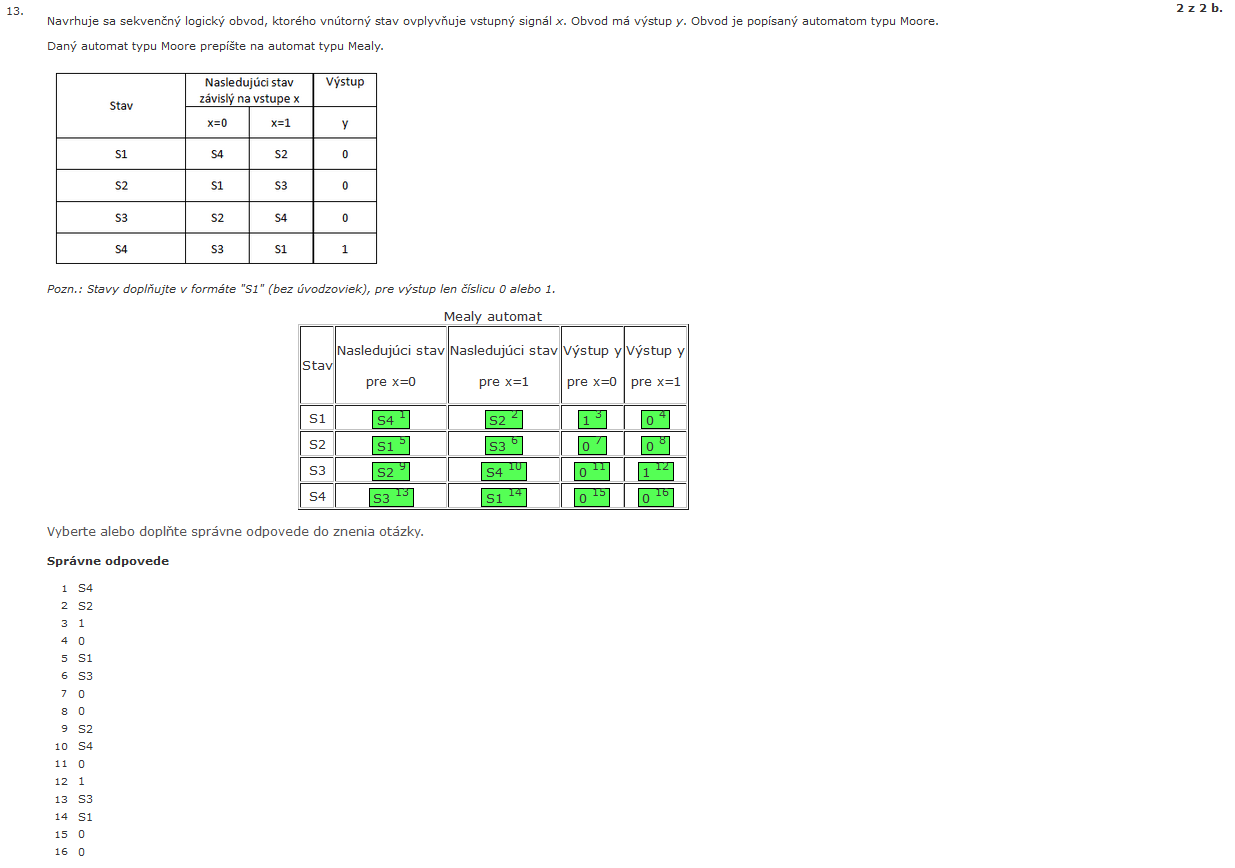 13.
2 z 2 b.
Navrhuje sa sekvenčný logický obvod, ktorého vnútorný stav ovplyvňuje vstupný signál x. Obvod má výstup y. Obvod je popísaný automatom typu Moore.
Daný automat typu Moore prepíšte na automat typu Mealy.
Stav
Nasledujúci stav
závislý na vstupe x
Výstup
x=0 x=1 y
S1 S4 S2 0
S2 S1 S3 0
S3 S2 S4 0
S4 S3 S1 1
Pozn.: Stavy doplňujte v formáte "S1" (bez úvodzoviek), pre výstup len číslicu 0 alebo 1.
Mealy automat
Stav
Nasledujúci stav Nasledujúci stav Výstup y Výstup y
pre x=0 pre x=1 pre x=0 pre x=1
S1 S4 1 S2 2 1 3 0 4
S2 S1 5 S3 6 0 7 0 8
S3 S2 9 S4 10 0 11 1 12
S4 S3 13 S1 14 0 15 0 16
Vyberte alebo doplňte správne odpovede do znenia otázky.
Správne odpovede
1 S4
2 S2
3 1
4 0
5 S1
6 S3
7 0
8 0
9 S2
10 S4
11 0
12 1
13 S3
14 S1
15 0
16 0